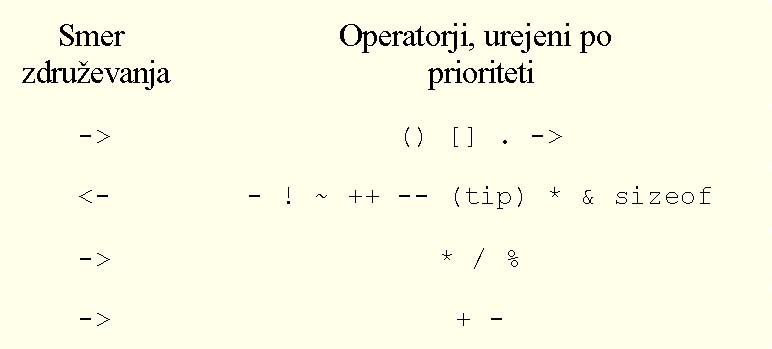 Smer združevanja
Operatorji, urejeni po prioriteti
-> () [] . ->
<- - ! ~ ++ -- (tip) * & sizeof
-> * / %
-> + -